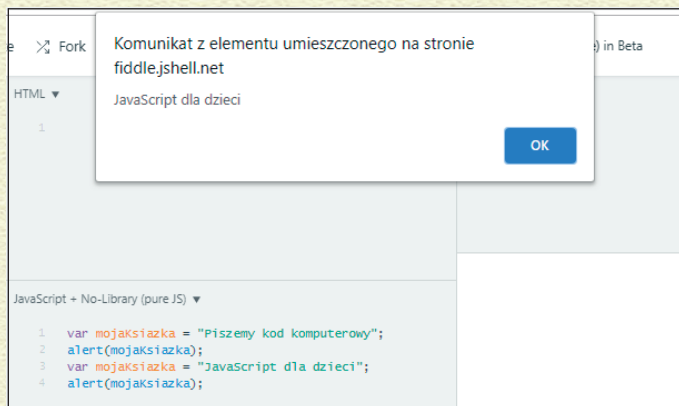 e Fork
e) in Beta
Komunikat z elementu umieszczonego na stronie
fiddle.jshell.net
JavaScript dla dzieci
OK
HTML ▼
1
JavaScript + No-Library (pure JS) ▼
1 var mojaKsiazka = "Piszemy kod komputerowy";
2 alert(mojaKsiazka);
3 var mojaKsiazka = "JavaScript dla dzieci";
4 alert(mojaKsiazka);